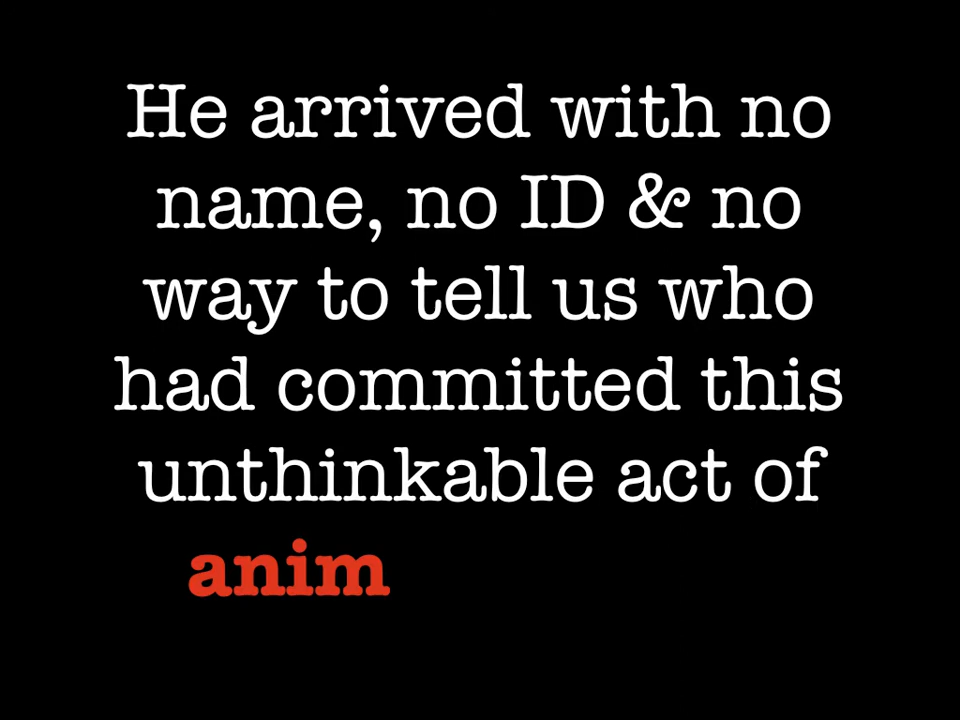 He arrived with no
name, no ID & no
way to tell us who
had committed this
unthinkable act of
anim